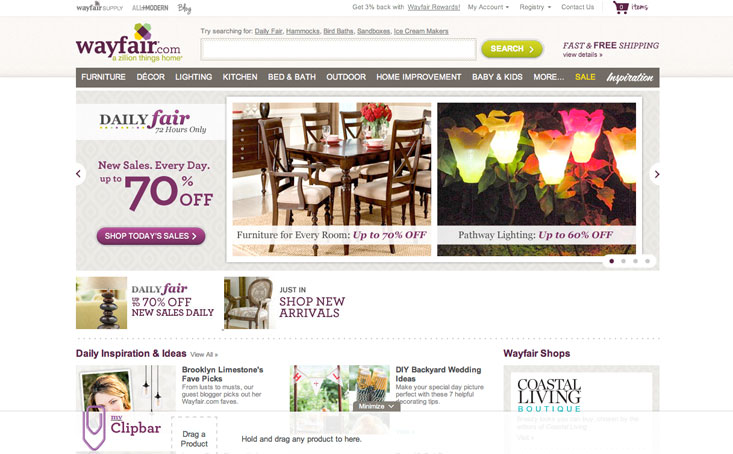 wayfair SUPPLY ALL+MODERN Blog
Get 3% back with Wayfair Rewards! My Account Registry Contact Us 0 items
wayfair.com
a zillion things home
Try searching for: Daily Fair, Hammocks, Bird Baths, Sandboxes, Ice Cream Makers
SEARCH
FAST & FREE SHIPPING
view details »
FURNITURE DÉCOR LIGHTING KITCHEN BED & BATH OUTDOOR HOME IMPROVEMENT BABY & KIDS MORE... SALE Inspiration
DAILY fair
72 Hours Only
New Sales. Every Day.
up to 70% OFF
SHOP TODAY'S SALES
Furniture for Every Room: Up to 70% OFF
Pathway Lighting: Up to 60% OFF
DAILY fair
UP TO 70% OFF
NEW SALES DAILY
JUST IN
SHOP NEW
ARRIVALS
Daily Inspiration & Ideas View All »
Brooklyn Limestone's
Fave Picks
From lusts to musts, our
guest blogger picks out her
Wayfair.com faves.
DIY Backyard Wedding
Ideas
Make your special day picture
perfect with these 7 helpful
decorating tips.
Wayfair Shops
COASTAL
LIVING
BOUTIQUE
editors of Coastal Living
Visit »
Minimize
my
Clipbar
Drag a
Product
Hold and drag any product to here.